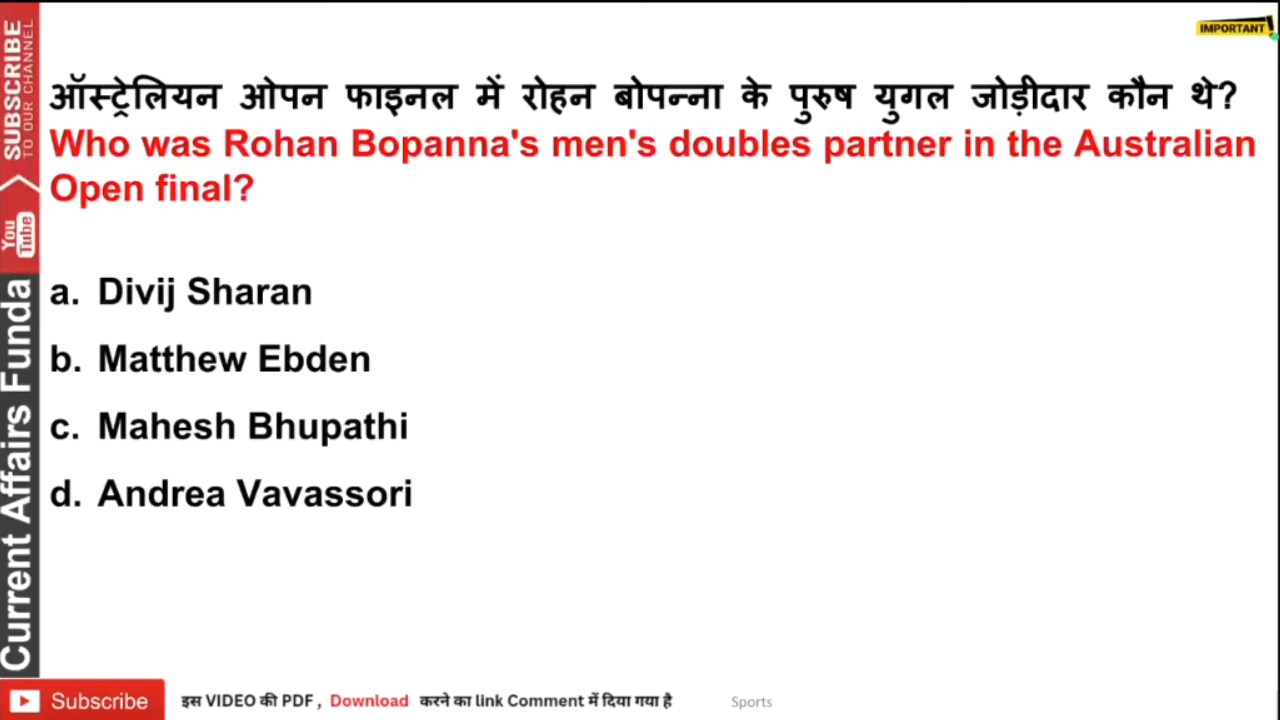 IMPORTANT!
ऑस्ट्रेलियन ओपन फाइनल में रोहन बोपन्ना के पुरुष युगल जोड़ीदार कौन थे?
Who was Rohan Bopanna's men's doubles partner in the Australian
Open final?
a. Divij Sharan
b. Matthew Ebden
c. Mahesh Bhupathi
d. Andrea Vavassori
SUBSCRIBE
TO OUR CHANNEL
You Tube
Current Affairs Funda
Subscribe
इस VIDEO की PDF , Download करने का link Comment में दिया गया है
Sports